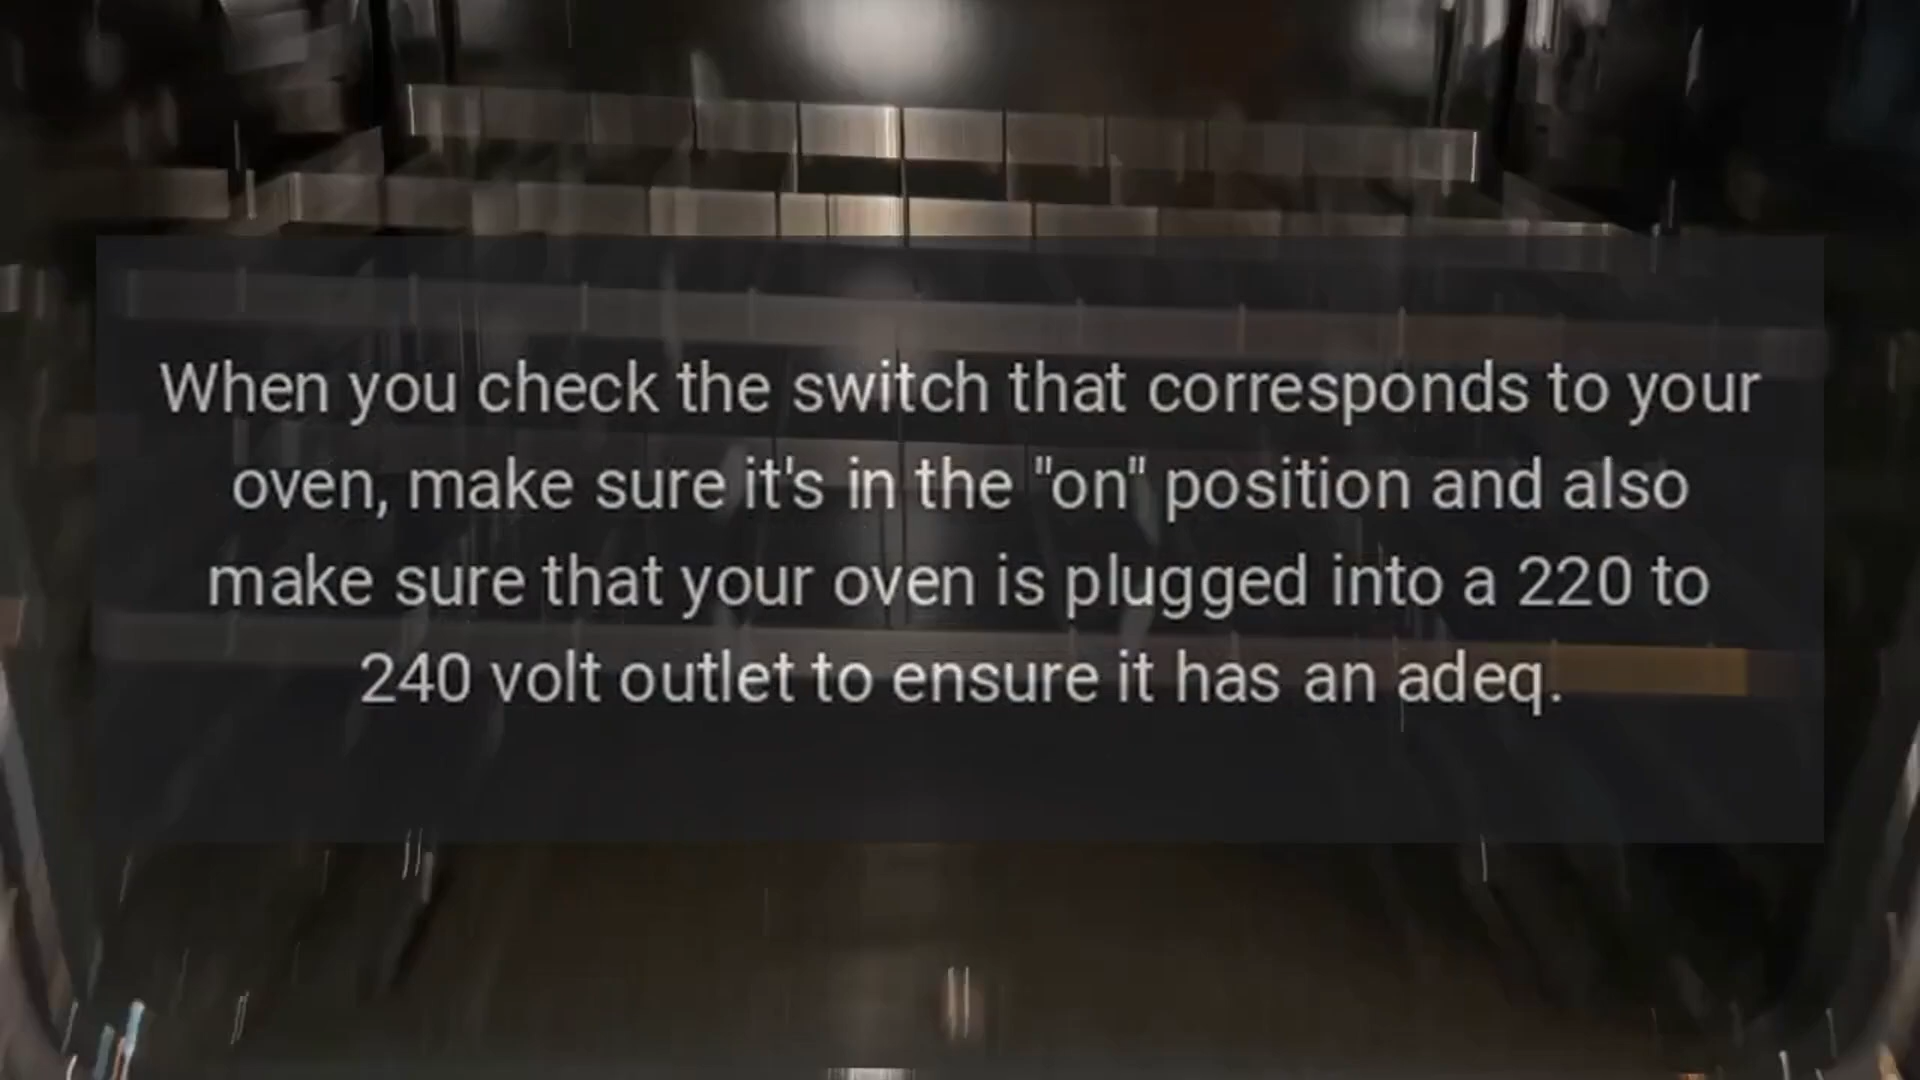 When you check the switch that corresponds to your
oven, make sure it's in the "on" position and also
make sure that your oven is plugged into a 220 to
240 volt outlet to ensure it has an adeq.